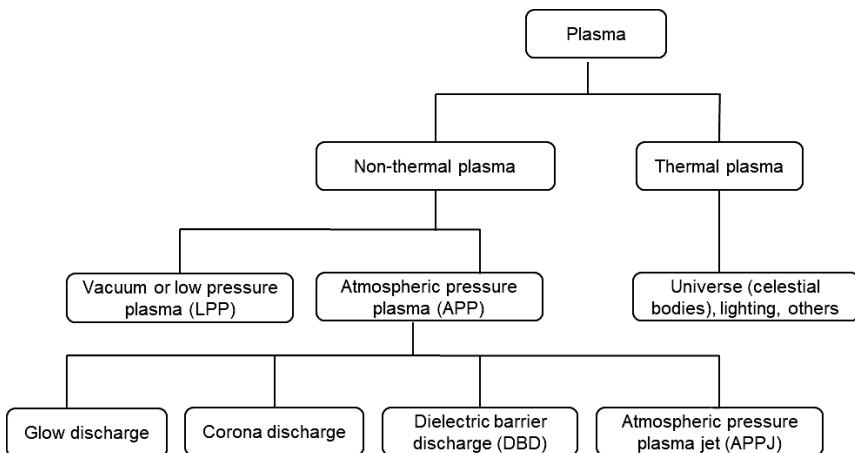 Plasma
Non-thermal plasma
Thermal plasma
Vacuum or low pressure
plasma (LPP)
Atmospheric pressure
plasma (APP)
Universe (celestial
bodies), lighting, others
Glow discharge
Corona discharge
Dielectric barrier
discharge (DBD)
Atmospheric pressure
plasma jet (APPJ)